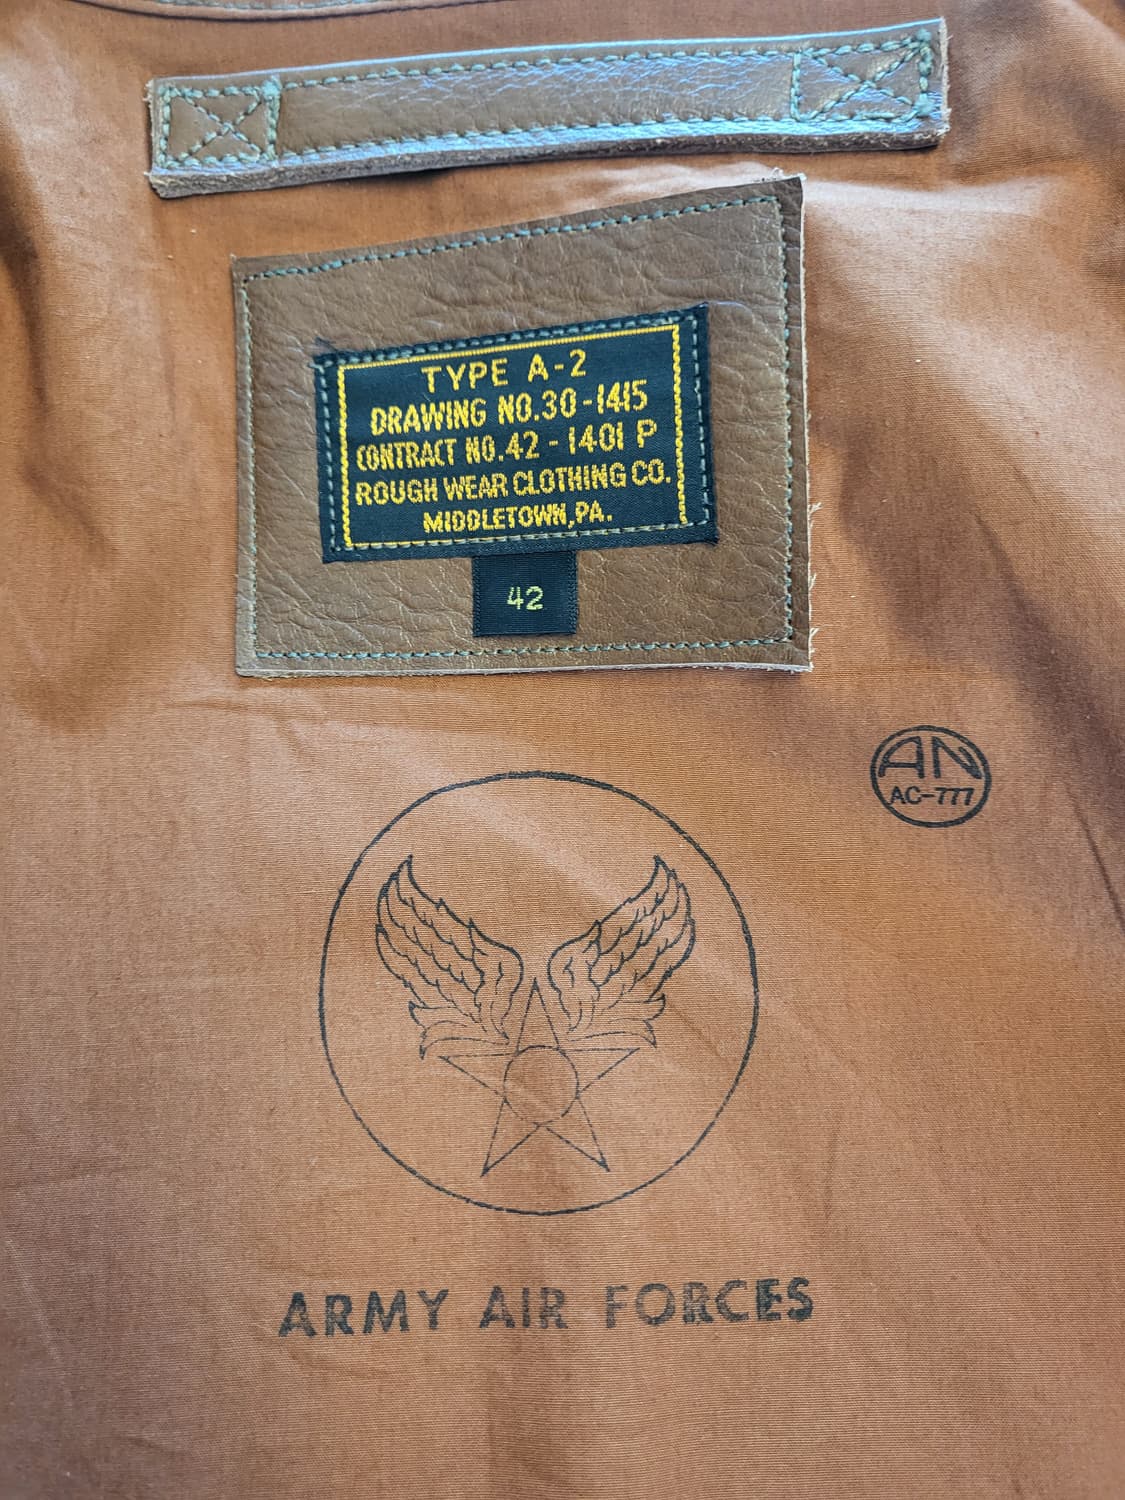 TYPE A-2
DRAWING NO.30-1415
CONTRACT NO.42-1401 P
ROUGH WEAR CLOTHING CO.
MIDDLETOWN,PA.
42
AN
AC-777
ARMY AIR FORCES